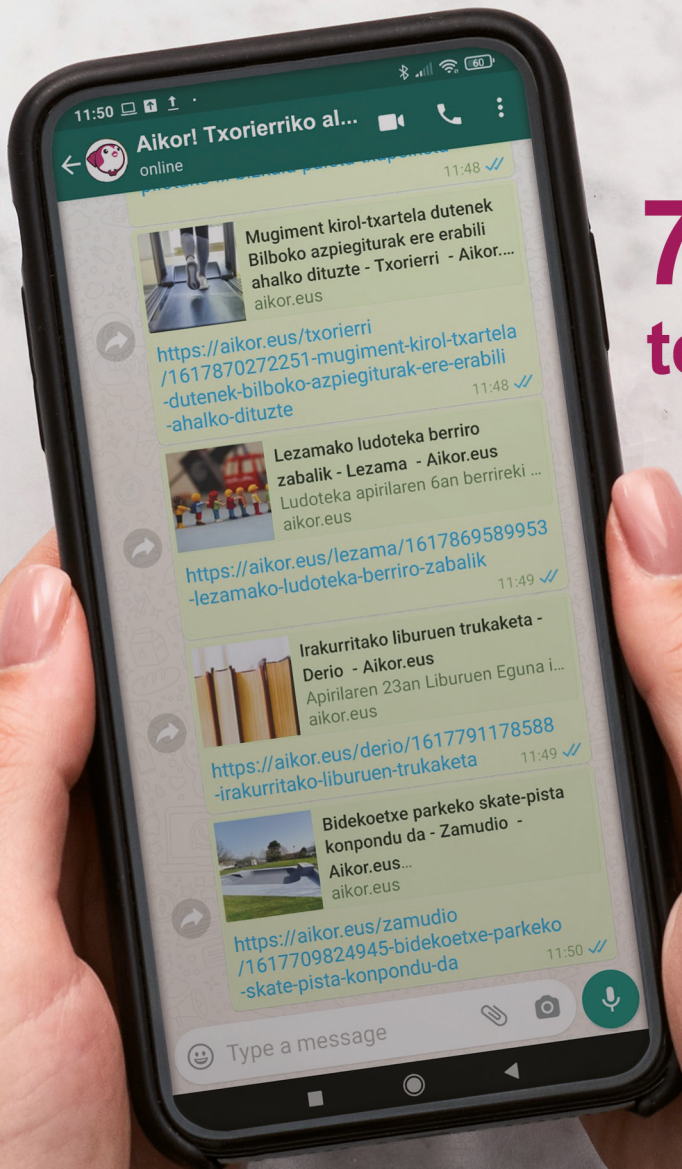 11:50
60
Aikor! Txorierriko al...
online
11:48
Mugiment kirol-txartela dutenek
Bilboko azpiegiturak ere erabili
ahalko dituzte - Txorierri - Aikor....
aikor.eus
https://aikor.eus/txorierri
/1617870272251-mugiment-kirol-txartela
-dutenek-bilboko-azpiegiturak-ere-erabili
-ahalko-dituzte
11:48
Lezamako ludoteka berriro
zabalik - Lezama - Aikor.eus
Ludoteka apirilaren 6an berrireki ...
aikor.eus
https://aikor.eus/lezama/1617869589953
-lezamako-ludoteka-berriro-zabalik
11:49
Irakurritako liburuen trukaketa -
Derio - Aikor.eus
Apirilaren 23an Liburuen Eguna i...
aikor.eus
https://aikor.eus/derio/1617791178588
-irakurritako-liburuen-trukaketa
11:49
Bidekoetxe parkeko skate-pista
konpondu da - Zamudio -
Aikor.eus...
aikor.eus
https://aikor.eus/zamudio
/1617709824945-bidekoetxe-parkeko
-skate-pista-konpondu-da
11:50
Type a message
7